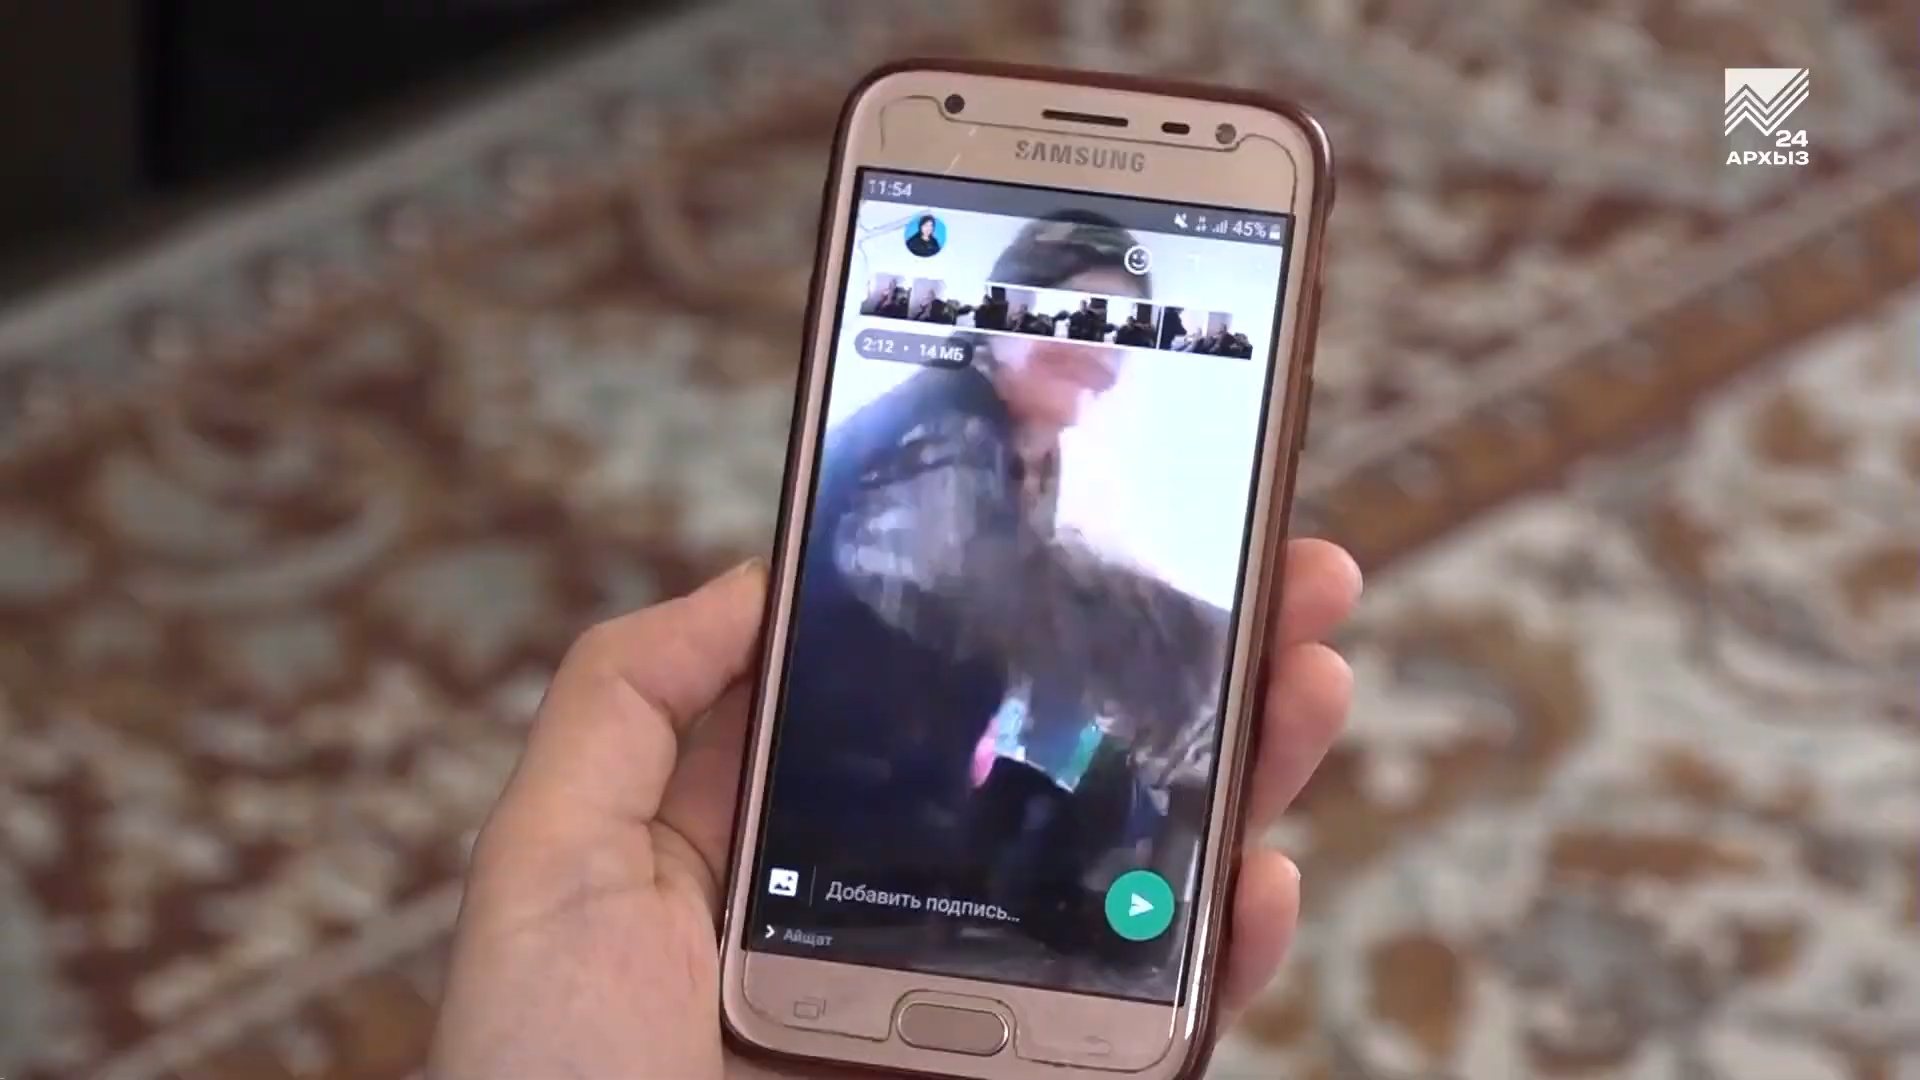 24
АРХЫЗ
SAMSUNG
11:54
45%
2:12 • 14 МБ
Добавить подпись...
Айщат